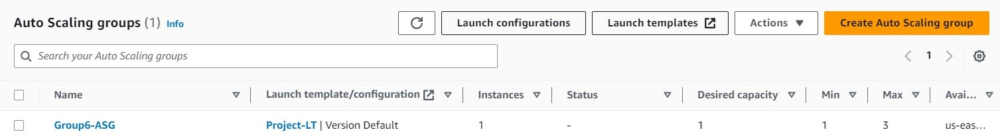 Auto Scaling groups (1) Info Launch configurations Launch templates Actions Create Auto Scaling group
Search your Auto Scaling groups 1
Name Launch template/configuration Instances Status Desired capacity Min Max Avai...
Group6-ASG Project-LT | Version Default 1 - 1 1 3 us-eas...